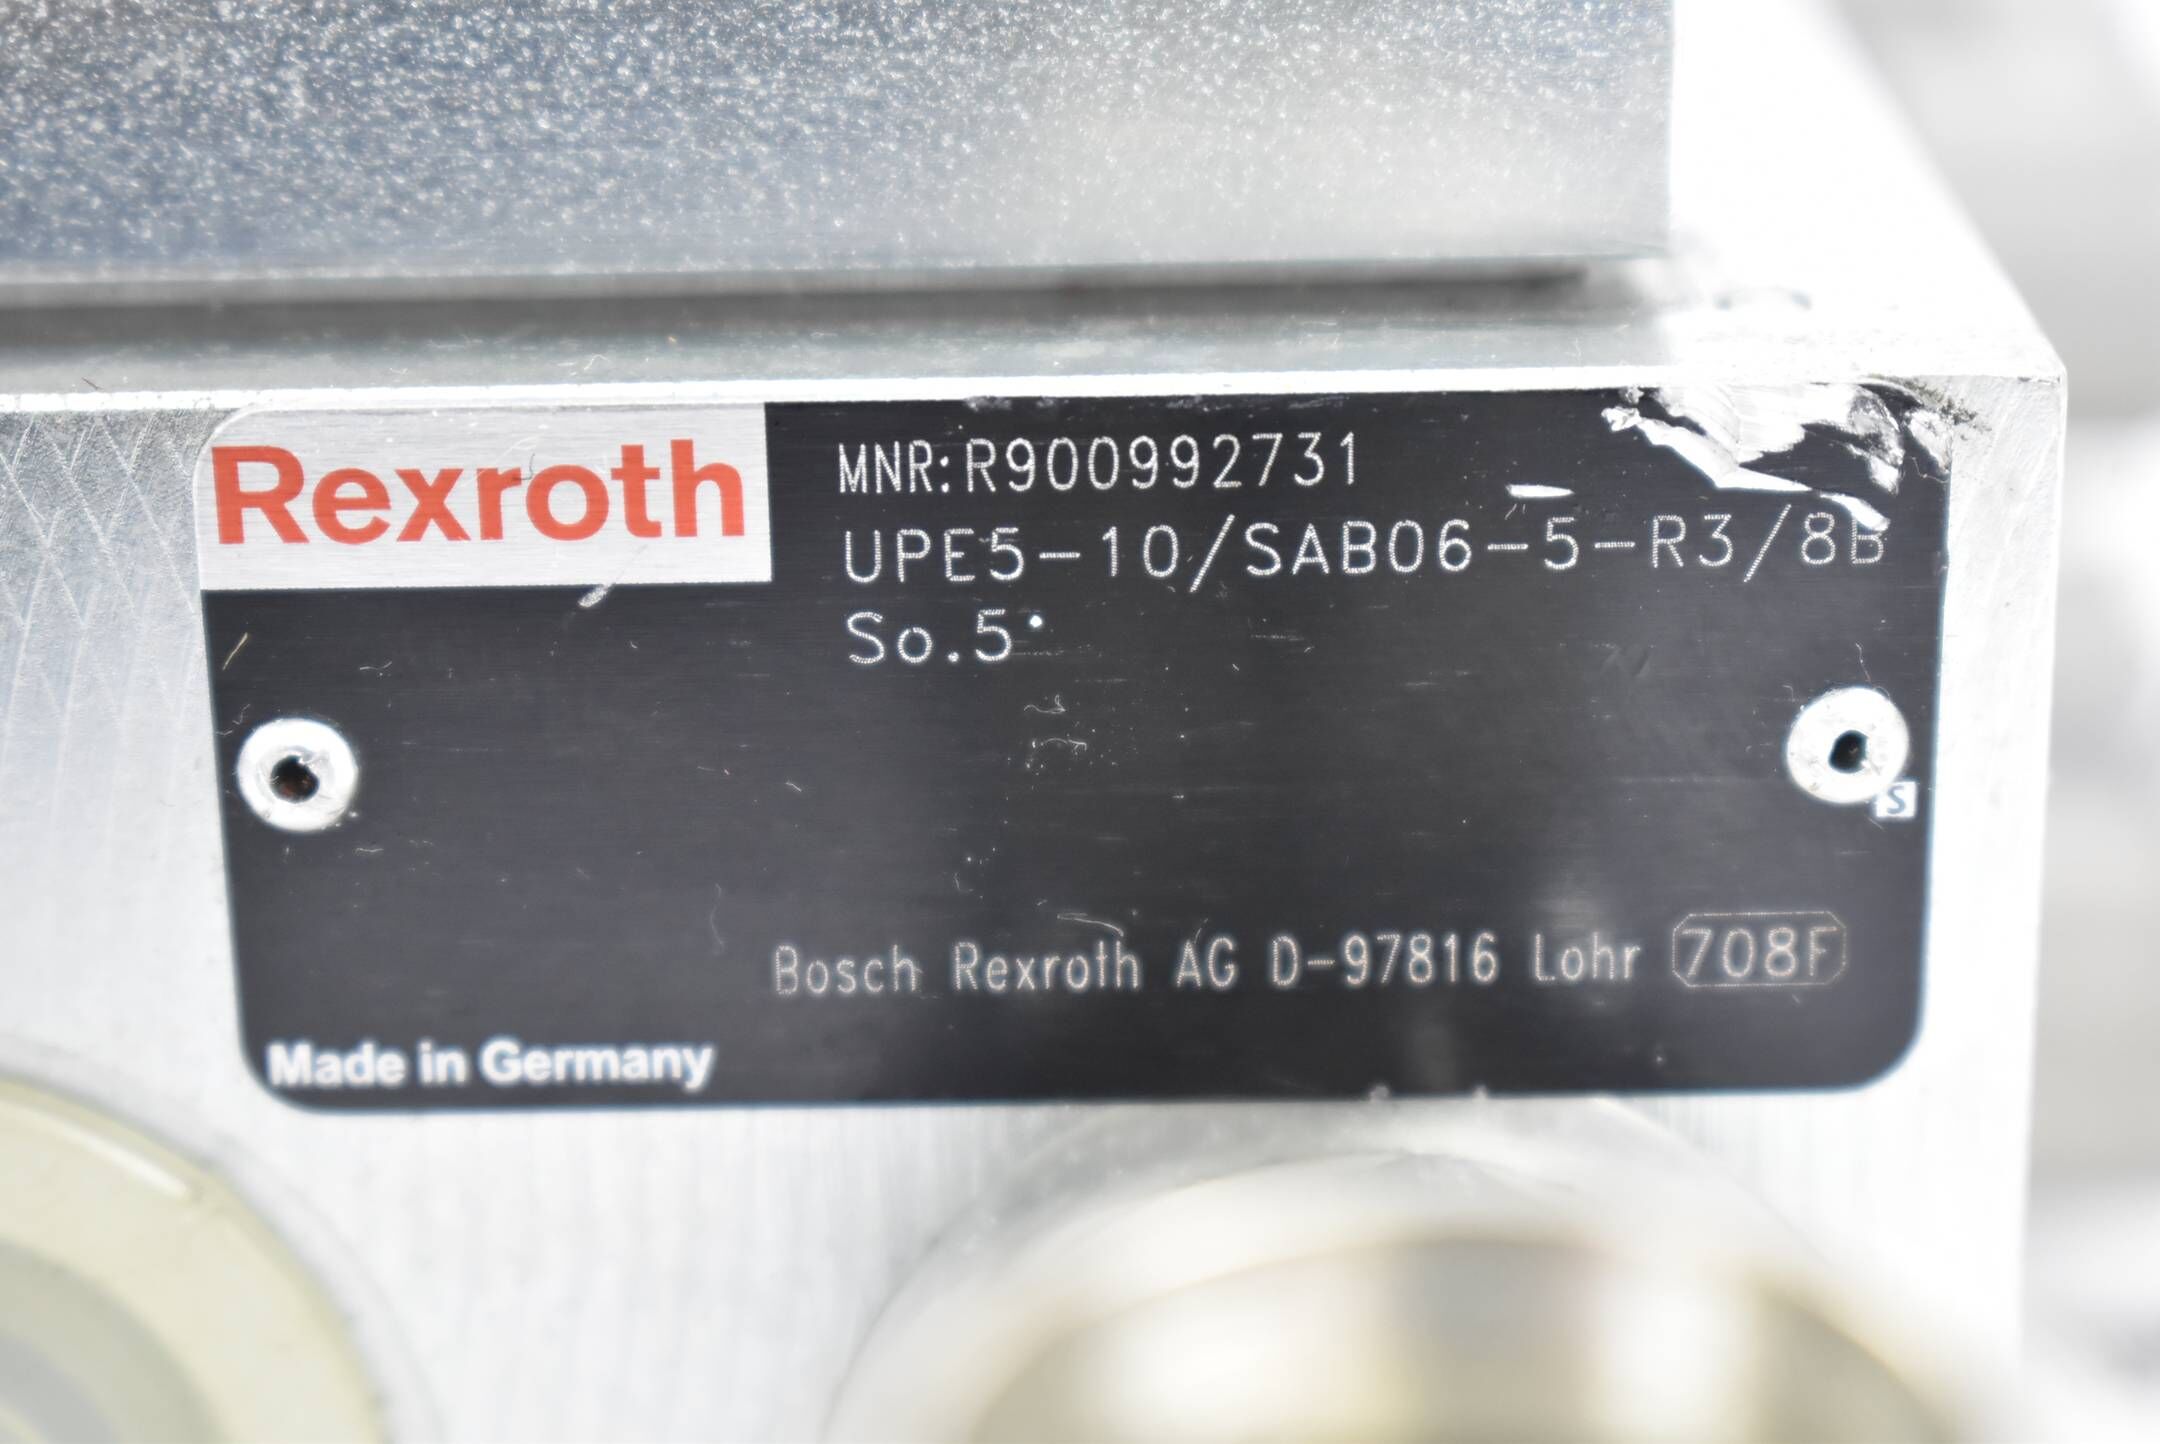 Rexroth
MNR:R900992731
UPE5-10/SAB06-5-R3/8B
So.5
S
Bosch Rexroth AG D-97816 Lohr 708F
Made in Germany